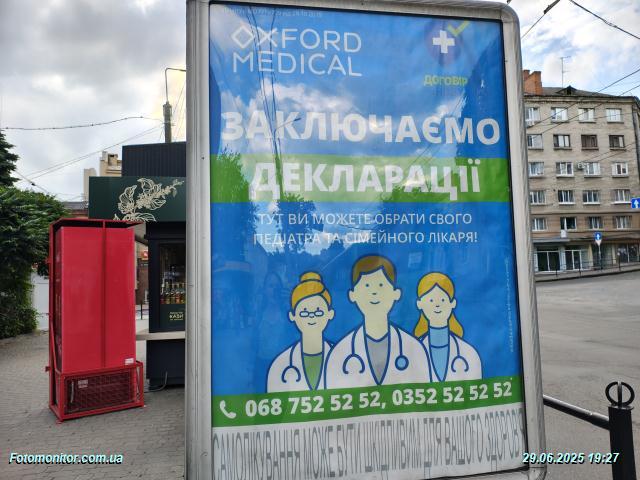 OXFORD
MEDICAL
ДОГОВІР
ЗАКЛЮЧАЄМО
ДЕКЛАРАЦІЇ
ТУТ ВИ МОЖЕТЕ ОБРАТИ СВОГО
ПЕДІАТРА ТА СІМЕЙНОГО ЛІКАРЯ!
068 752 52 52, 0352 52 52 52
САМОЛІКУВАННЯ МОЖЕ БУТИ ШКІДЛИВИМ ДЛЯ ВАШОГО ЗДОРОВ'Я
Fotomonitor.com.ua
29.06.2025 19:27